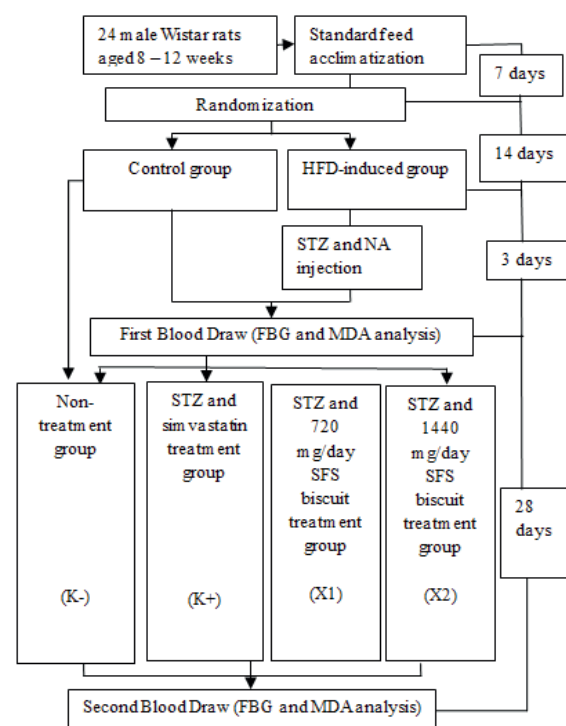 24 male Wistar rats
aged 8 – 12 weeks
Standard feed
acclimatization
7 days
Randomization
14 days
Control group
HFD-induced group
STZ and NA
injection
3 days
First Blood Draw (FBG and MDA analysis)
Non-
treatment
group
(K-)
STZ and
simvastatin
treatment
group
(K+)
STZ and
720
mg/day
SFS
biscuit
treatment
group
(X1)
STZ and
1440
mg/day
SFS
biscuit
treatment
group
(X2)
28
days
Second Blood Draw (FBG and MDA analysis)